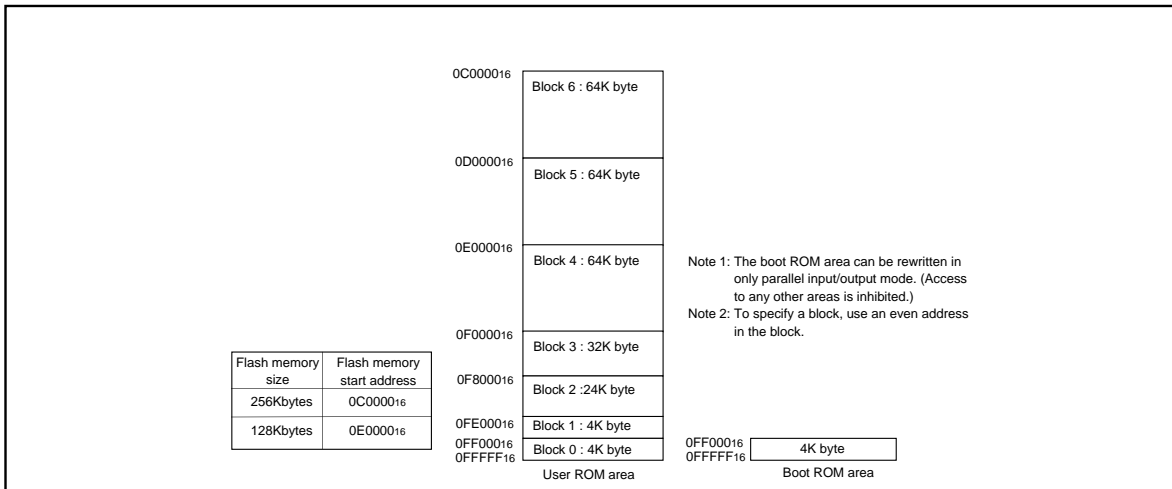 0C000016
Block 6 : 64K byte
0D000016
Block 5 : 64K byte
0E000016
Block 4 : 64K byte
Note 1: The boot ROM area can be rewritten in
only parallel input/output mode. (Access
to any other areas is inhibited.)
Note 2: To specify a block, use an even address
in the block.
0F000016
Block 3 : 32K byte
Flash memory size
Flash memory start address
256Kbytes
0C000016
128Kbytes
0E000016
0F800016
Block 2 :24K byte
0FE00016
Block 1 : 4K byte
0FF00016
Block 0 : 4K byte
0FFFFF16
User ROM area
0FF00016
4K byte
0FFFFF16
Boot ROM area